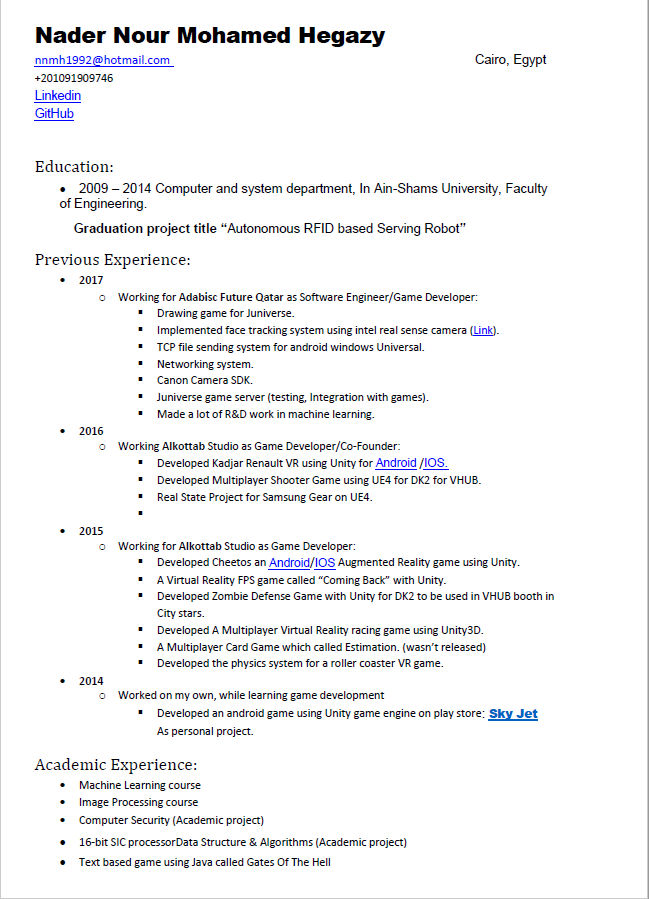 Nader Nour Mohamed Hegazy
nnmh1992@hotmail.com Cairo, Egypt
+201091909746
Linkedin
GitHub
Education:
• 2009 – 2014 Computer and system department, In Ain-Shams University, Faculty
of Engineering.
Graduation project title “Autonomous RFID based Serving Robot”
Previous Experience:
• 2017
o Working for Adabisc Future Qatar as Software Engineer/Game Developer:
▪ Drawing game for Juniverse.
▪ Implemented face tracking system using intel real sense camera (Link).
▪ TCP file sending system for android windows Universal.
▪ Networking system.
▪ Canon Camera SDK.
▪ Juniverse game server (testing, Integration with games).
▪ Made a lot of R&D work in machine learning.
• 2016
o Working Alkottab Studio as Game Developer/Co-Founder:
▪ Developed Kadjar Renault VR using Unity for Android /IOS.
▪ Developed Multiplayer Shooter Game using UE4 for DK2 for VHUB.
▪ Real State Project for Samsung Gear on UE4.
▪
• 2015
o Working for Alkottab Studio as Game Developer:
▪ Developed Cheetos an Android/IOS Augmented Reality game using Unity.
▪ A Virtual Reality FPS game called “Coming Back” with Unity.
▪ Developed Zombie Defense Game with Unity for DK2 to be used in VHUB booth in
City stars.
▪ Developed A Multiplayer Virtual Reality racing game using Unity3D.
▪ A Multiplayer Card Game which called Estimation. (wasn’t released)
▪ Developed the physics system for a roller coaster VR game.
• 2014
o Worked on my own, while learning game development
▪ Developed an android game using Unity game engine on play store: Sky Jet
As personal project.
Academic Experience:
• Machine Learning course
• Image Processing course
• Computer Security (Academic project)
• 16-bit SIC processorData Structure & Algorithms (Academic project)
• Text based game using Java called Gates Of The Hell